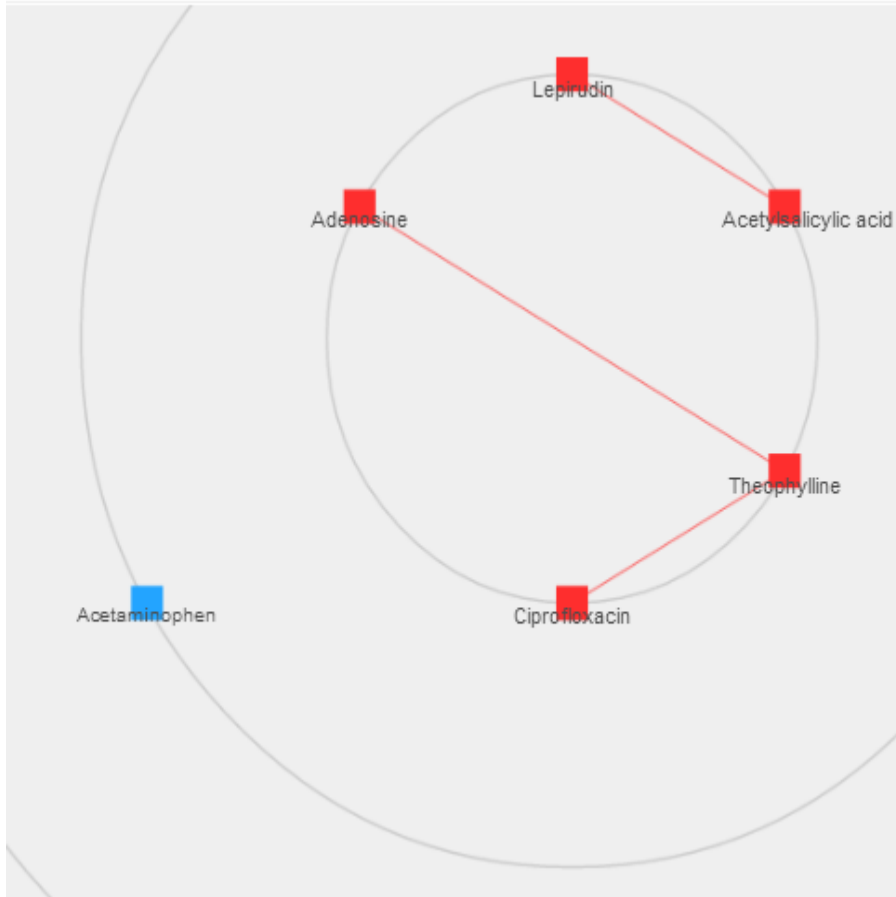 Lepirudin
Adenosine
Acetylsalicylic acid
Theophylline
Acetaminophen
Ciprofloxacin